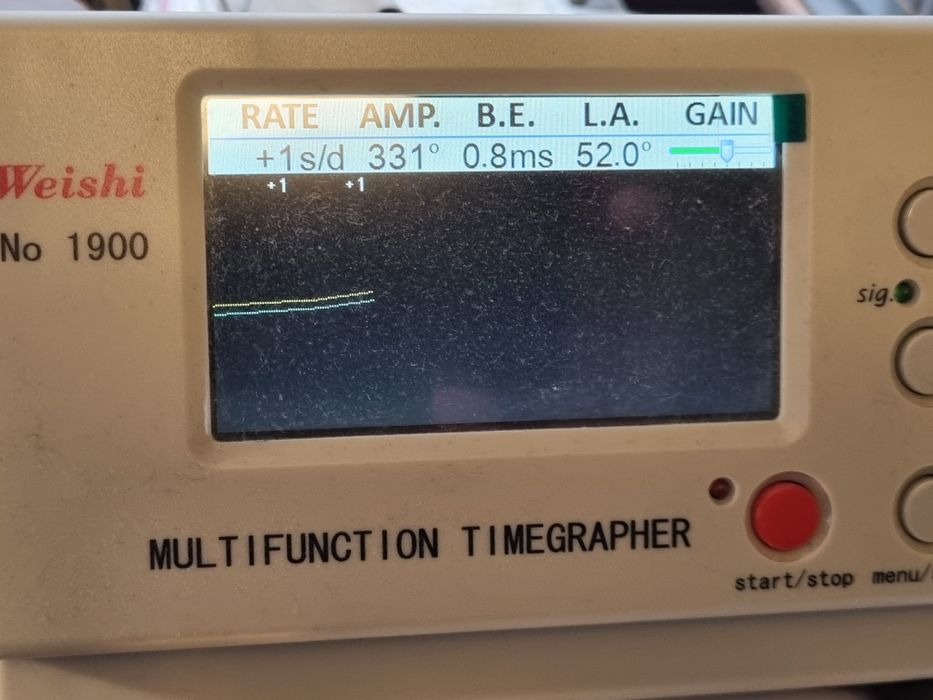 RATE AMP. B.E. L.A. GAIN
+1s/d 331° 0.8ms 52.0°
+1 +1
Weishi
No 1900
sig.
MULTIFUNCTION TIMEGRAPHER
start/stop menu/